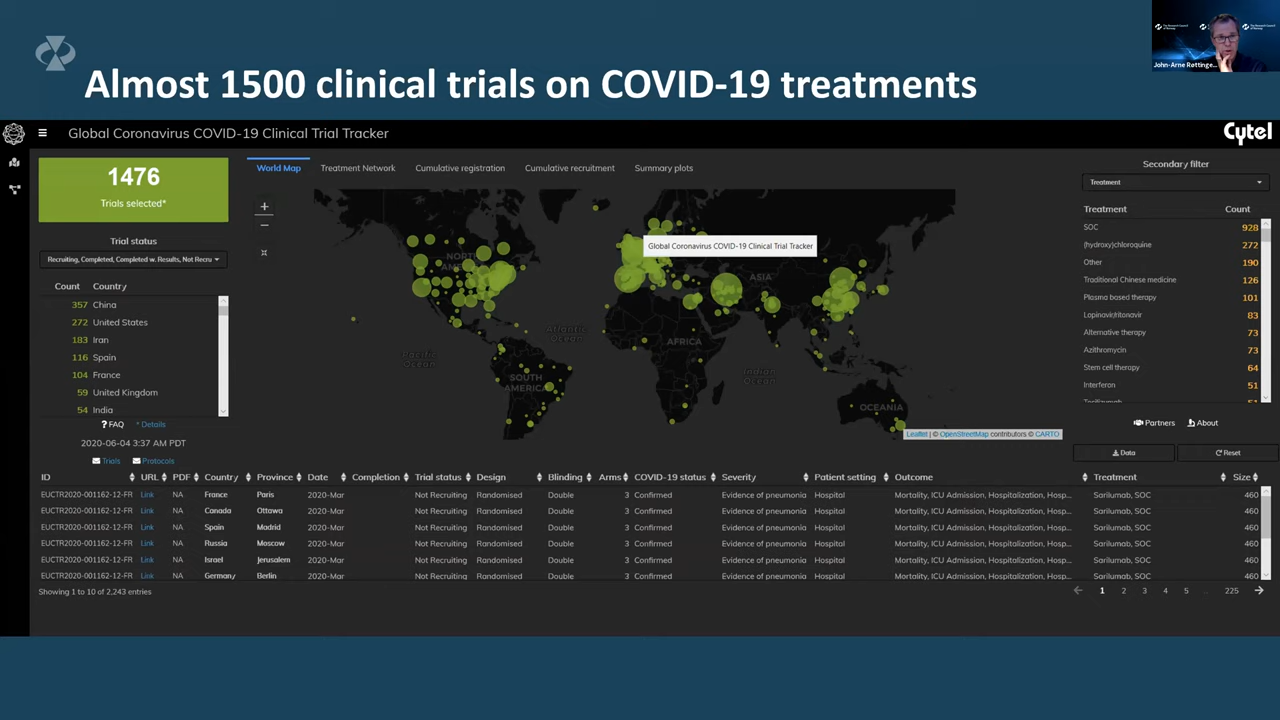 Almost 1500 clinical trials on COVID-19 treatments
John-Arne Røttinge...
Global Coronavirus COVID-19 Clinical Trial Tracker
Cytel
1476
Trials selected*
Trial status
Recruiting, Completed, Completed w. Results, Not Recru
Count Country
357 China
272 United States
183 Iran
116 Spain
104 France
59 United Kingdom
54 India
? FAQ * Details
2020-06-04 3:37 AM PDT
Trials Protocols
World Map Treatment Network Cumulative registration Cumulative recruitment Summary plots
+
−
Global Coronavirus COVID-19 Clinical Trial Tracker
ASIA
Atlantic
Ocean
AFRICA
Pacific
Ocean
Indian
Ocean
SOUTH
AMERICA
OCEANIA
Leaflet | © OpenStreetMap contributors © CARTO
Secondary filter
Treatment
Treatment Count
SOC 928
(hydroxy)chloroquine 272
Other 190
Traditional Chinese medicine 126
Plasma based therapy 101
Lopinavir/ritonavir 83
Alternative therapy 73
Azithromycin 73
Stem cell therapy 64
Interferon 51
Partners About
Data Reset
ID URL PDF Country Province Date Completion Trial status Design Blinding Arms COVID-19 status Severity Patient setting Outcome Treatment Size
EUCTR2020-001162-12-FR Link NA France Paris 2020-Mar Not Recruiting Randomised Double 3 Confirmed Evidence of pneumonia Hospital Mortality, ICU Admission, Hospitalization, Hosp... Sarilumab, SOC 460
EUCTR2020-001162-12-FR Link NA Canada Ottawa 2020-Mar Not Recruiting Randomised Double 3 Confirmed Evidence of pneumonia Hospital Mortality, ICU Admission, Hospitalization, Hosp... Sarilumab, SOC 460
EUCTR2020-001162-12-FR Link NA Spain Madrid 2020-Mar Not Recruiting Randomised Double 3 Confirmed Evidence of pneumonia Hospital Mortality, ICU Admission, Hospitalization, Hosp... Sarilumab, SOC 460
EUCTR2020-001162-12-FR Link NA Russia Moscow 2020-Mar Not Recruiting Randomised Double 3 Confirmed Evidence of pneumonia Hospital Mortality, ICU Admission, Hospitalization, Hosp... Sarilumab, SOC 460
EUCTR2020-001162-12-FR Link NA Israel Jerusalem 2020-Mar Not Recruiting Randomised Double 3 Confirmed Evidence of pneumonia Hospital Mortality, ICU Admission, Hospitalization, Hosp... Sarilumab, SOC 460
EUCTR2020-001162-12-FR Link NA Germany Berlin 2020-Mar Not Recruiting Randomised Double 3 Confirmed Evidence of pneumonia Hospital Mortality, ICU Admission, Hospitalization, Hosp... Sarilumab, SOC 460
Showing 1 to 10 of 2,243 entries
← 1 2 3 4 5 ... 225 →